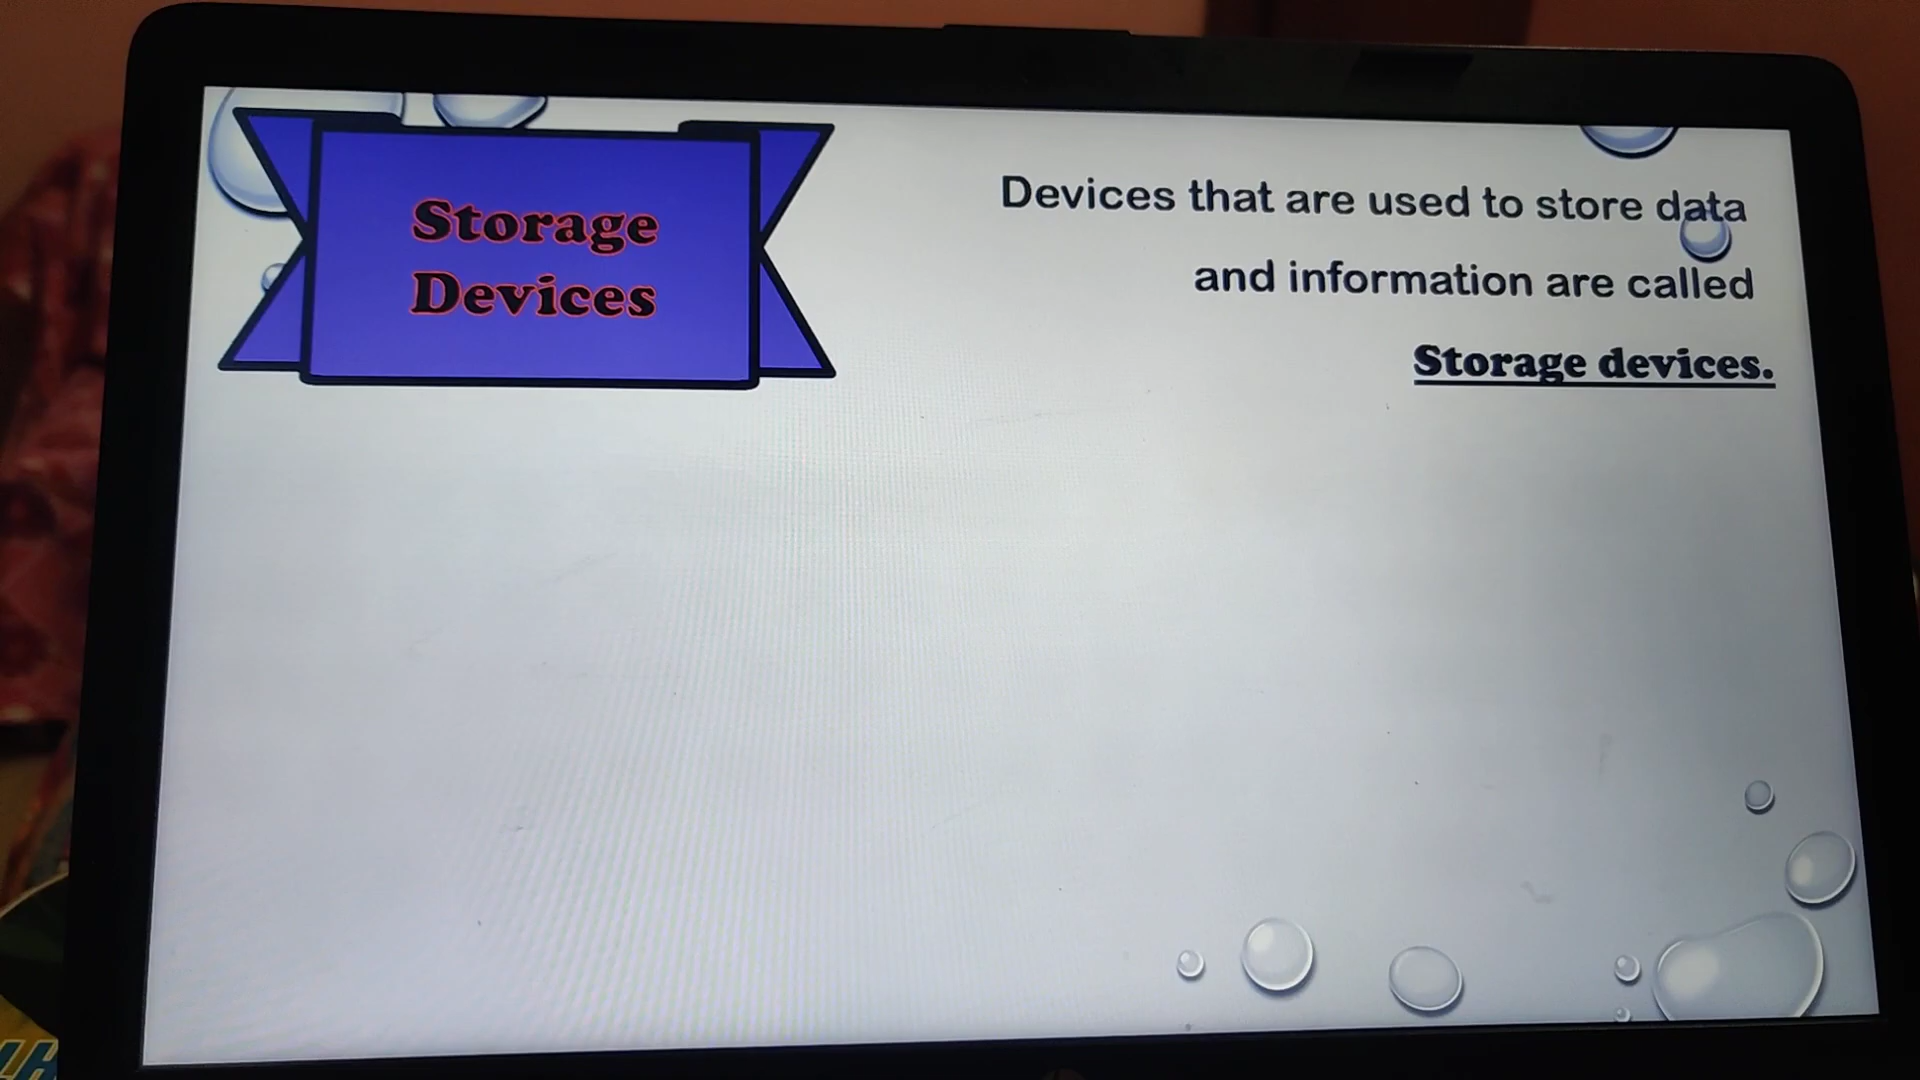 Storage
Devices
Devices that are used to store data
and information are called
Storage devices.